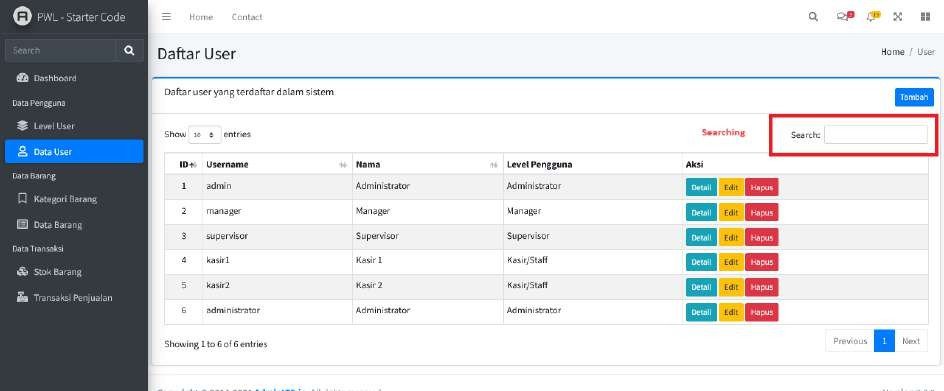 PWL - Starter Code
Home Contact
Search
Daftar User
Home / User
Dashboard
Data Pengguna
Level User
Data User
Data Barang
Kategori Barang
Data Barang
Data Transaksi
Stok Barang
Transaksi Penjualan
Daftar user yang terdaftar dalam sistem
Tambah
Show 10 entries
Searching
Search:
ID Username Nama Level Pengguna Aksi
1 admin Administrator Administrator Detail Edit Hapus
2 manager Manager Manager Detail Edit Hapus
3 supervisor Supervisor Supervisor Detail Edit Hapus
4 kasir1 Kasir 1 Kasir/Staff Detail Edit Hapus
5 kasir2 Kasir 2 Kasir/Staff Detail Edit Hapus
6 administrator Administrator Administrator Detail Edit Hapus
Showing 1 to 6 of 6 entries
Previous 1 Next